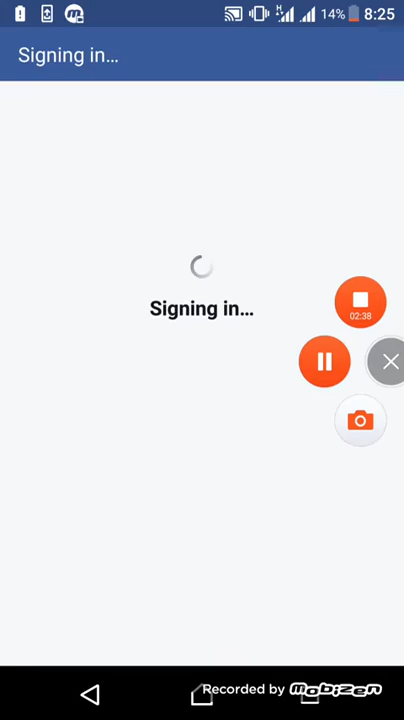 H 14% 8:25
Signing in...
Signing in...
02:38
Recorded by MOBIZEN